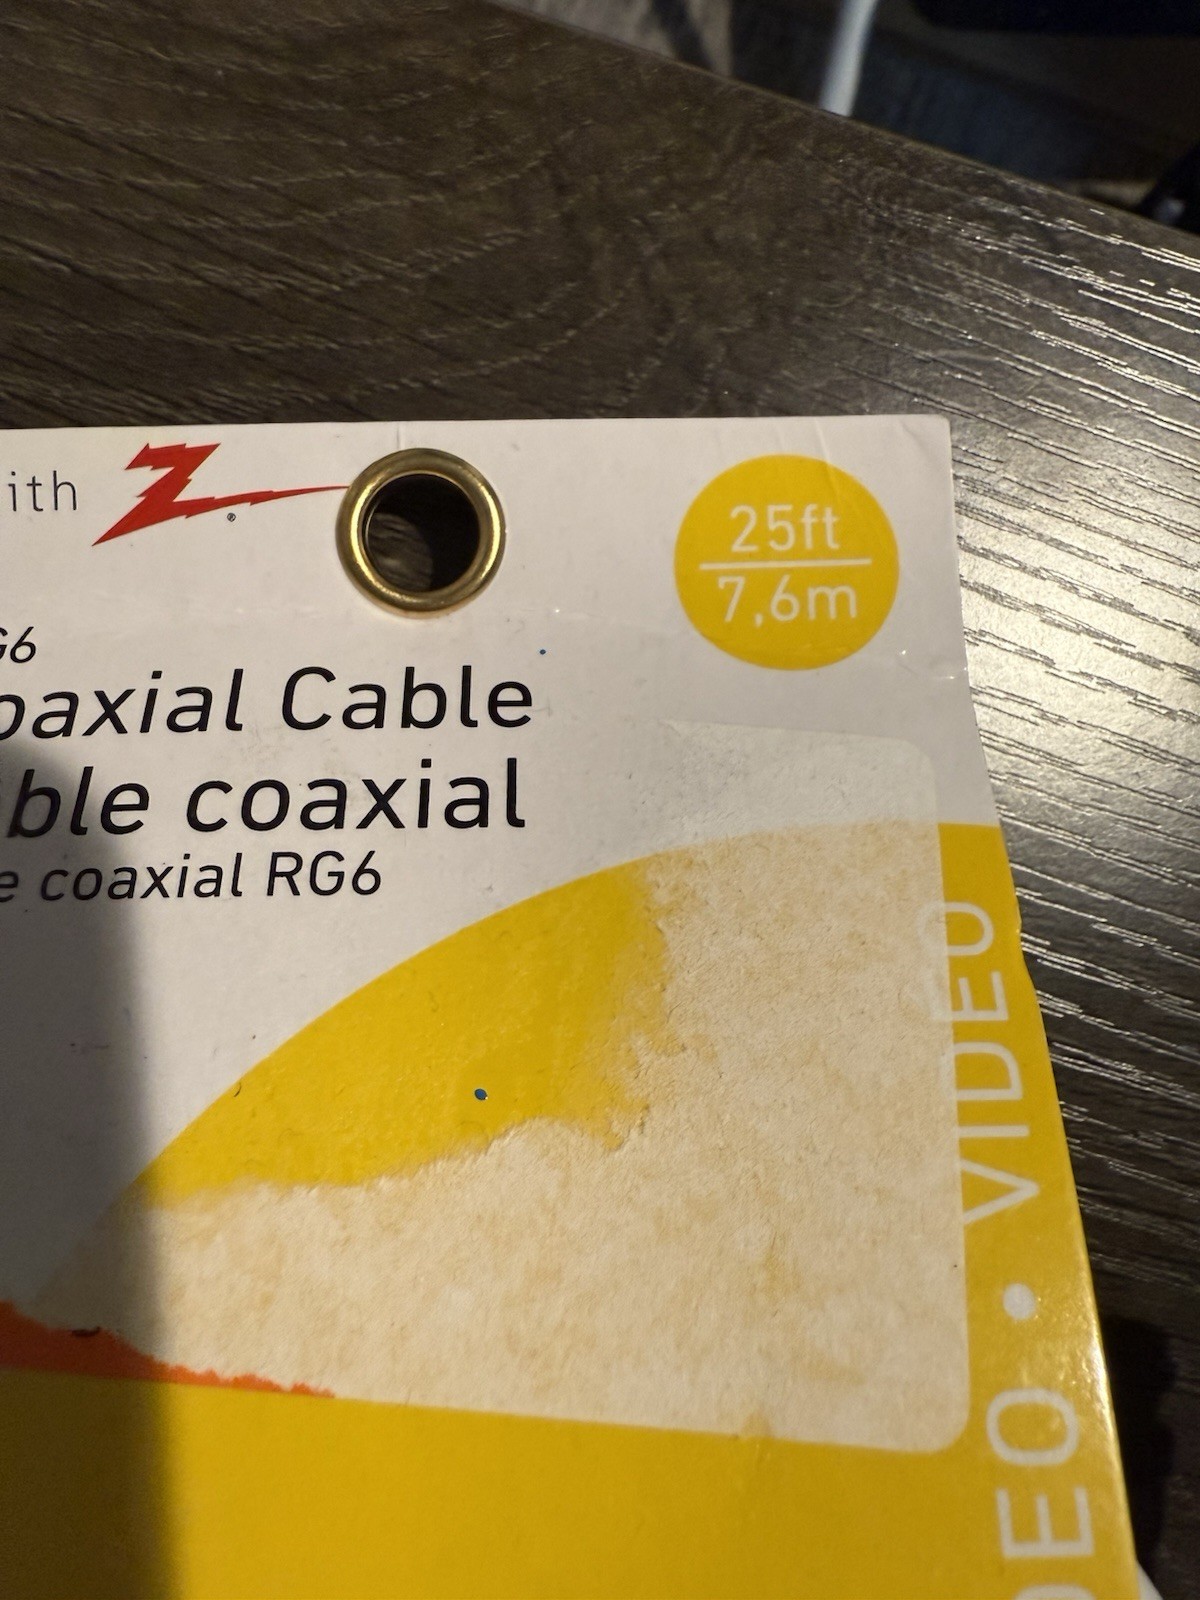 ith Z®
25ft
7,6m
G6
oaxial Cable
ble coaxial
e coaxial RG6
VIDEO • 
DEO